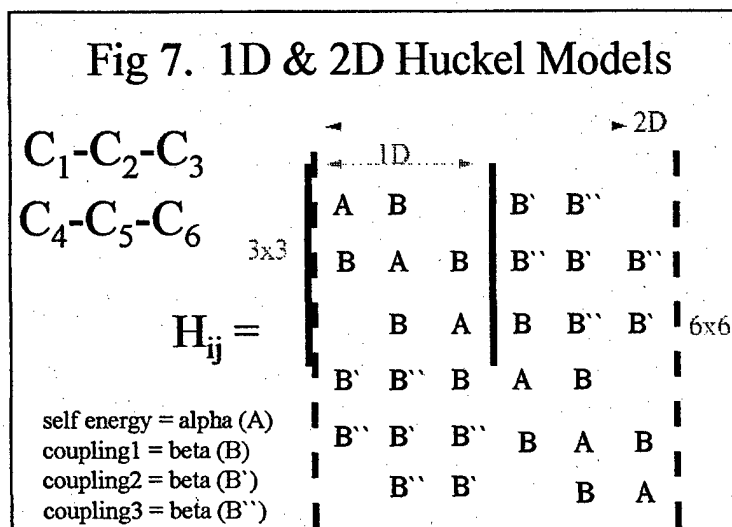 Fig 7. 1D & 2D Huckel Models
2D
1D
C1-C2-C3
C4-C5-C6
3x3
Hij =
6x6
A B B` B``
B A B B`` B` B``
B A B B`` B`
B` B`` B A B
B`` B` B`` B A B
B`` B` B A
self energy = alpha (A)
coupling1 = beta (B)
coupling2 = beta (B`)
coupling3 = beta (B``)